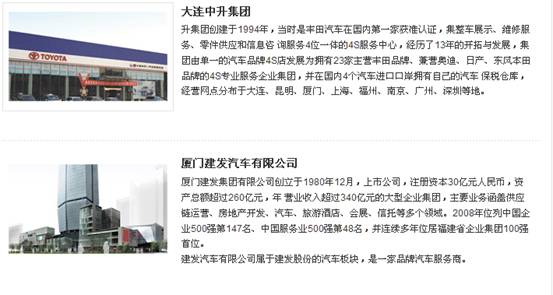 大连中升集团
升集团创建于1994年，当时是丰田汽车在国内第一家获准认证，集整车展示、维修服
务、零件供应和信息咨 询服务4位一体的4S服务中心，经历了13年的开拓与发展，集
团由单一的汽车品牌4S店发展为拥有23家主营丰田品牌、兼营奥迪、日产、东风本田
品牌的4S专业服务企业集团，并在国内4个汽车进口口岸拥有自己的汽车 保税仓库，
经营网点分布于大连、昆明、厦门、上海、福州、南京、广州、深圳等地。
TOYOTA
厦门建发汽车有限公司
厦门建发集团有限公司创立于1980年12月，上市公司，注册资本30亿元人民币，资
产总额超过260亿元，年 营业收入超过340亿元的大型企业集团，主要业务涵盖供应
链运营、房地产开发、汽车、旅游酒店、会展、信托等多个领域。2008年位列中国企
业500强第147名、中国服务业500强第48名，并连续多年位居福建省企业集团100强
首位。
建发汽车有限公司属于建发股份的汽车板块，是一家品牌汽车服务商。